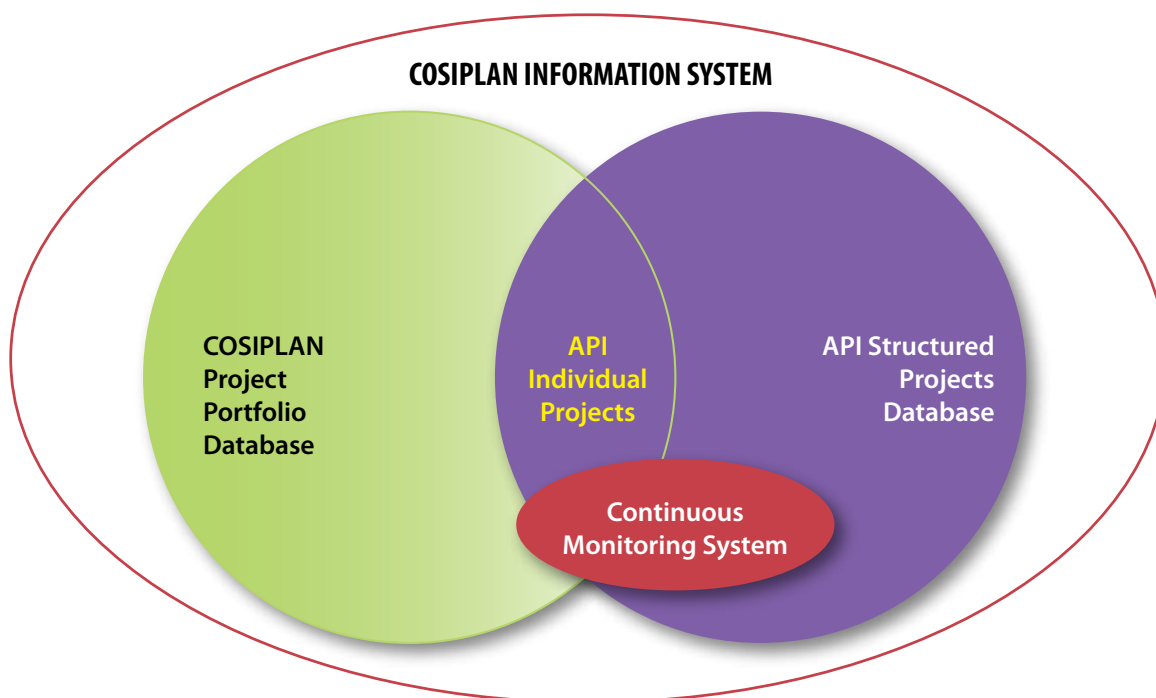 COSIPLAN INFORMATION SYSTEM
COSIPLAN
Project
Portfolio
Database
API
Individual
Projects
API Structured
Projects
Database
Continuous
Monitoring System